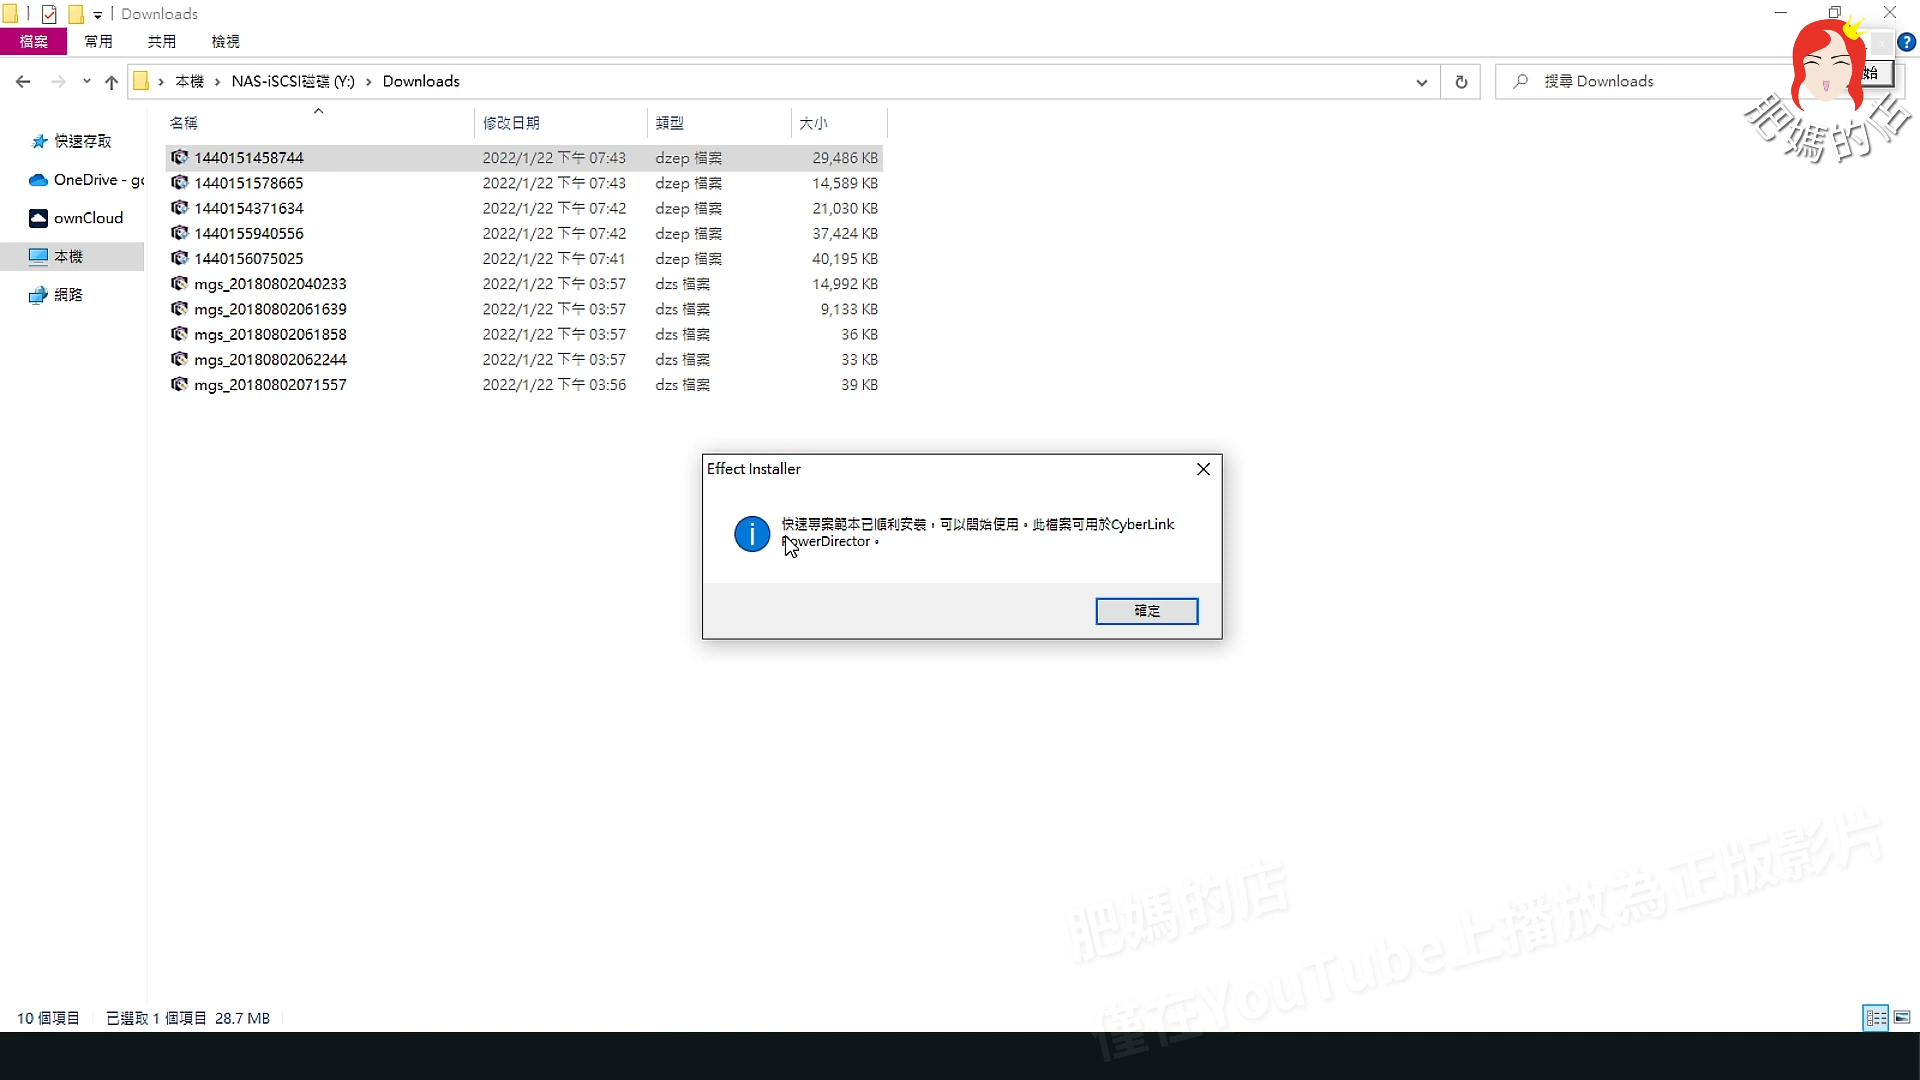 Downloads
檔案
常用
共用
檢視
本機
NAS-iSCSI磁碟 (Y:)
Downloads
搜尋 Downloads
始
肥媽的店
名稱
修改日期
類型
大小
快速存取
OneDrive - g
ownCloud
本機
網路
1440151458744 2022/1/22 下午 07:43 dzep 檔案 29,486 KB
1440151578665 2022/1/22 下午 07:43 dzep 檔案 14,589 KB
1440154371634 2022/1/22 下午 07:42 dzep 檔案 21,030 KB
1440155940556 2022/1/22 下午 07:42 dzep 檔案 37,424 KB
1440156075025 2022/1/22 下午 07:41 dzep 檔案 40,195 KB
mgs_20180802040233 2022/1/22 下午 03:57 dzs 檔案 14,992 KB
mgs_20180802061639 2022/1/22 下午 03:57 dzs 檔案 9,133 KB
mgs_20180802061858 2022/1/22 下午 03:57 dzs 檔案 36 KB
mgs_20180802062244 2022/1/22 下午 03:57 dzs 檔案 33 KB
mgs_20180802071557 2022/1/22 下午 03:56 dzs 檔案 39 KB
Effect Installer
快速專案範本已順利安裝，可以開始使用。此檔案可用於CyberLink
PowerDirector。
確定
肥媽的店
僅在YouTube上播放為正版影片
10 個項目
已選取 1 個項目 28.7 MB